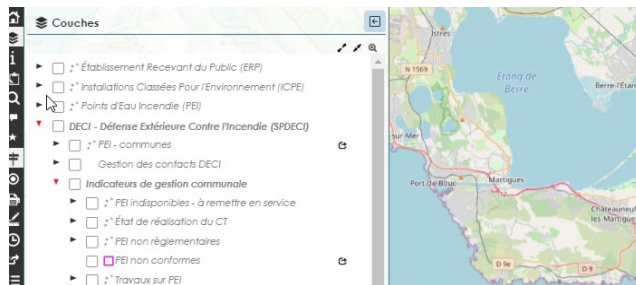 Couches
Établissement Recevant du Public (ERP)
Installations Classées Pour l'Environnement (ICPE)
Points d'Eau Incendie (PEI)
DECI - Défense Extérieure Contre l'Incendie (SPDECI)
PEI - communes
Gestion des contacts DECI
Indicateurs de gestion communale
PEI indisponibles - à remettre en service
État de réalisation du CT
PEI non règlementaires
PEI non conformes
Travaux sur PEI
Istres
N 1569
Étang de
Berre
Berre-l'Étan
sur-Mer
Port-de-Bouc
Martigues
Châteauneuf
les-Martigue
D 9e
D 9